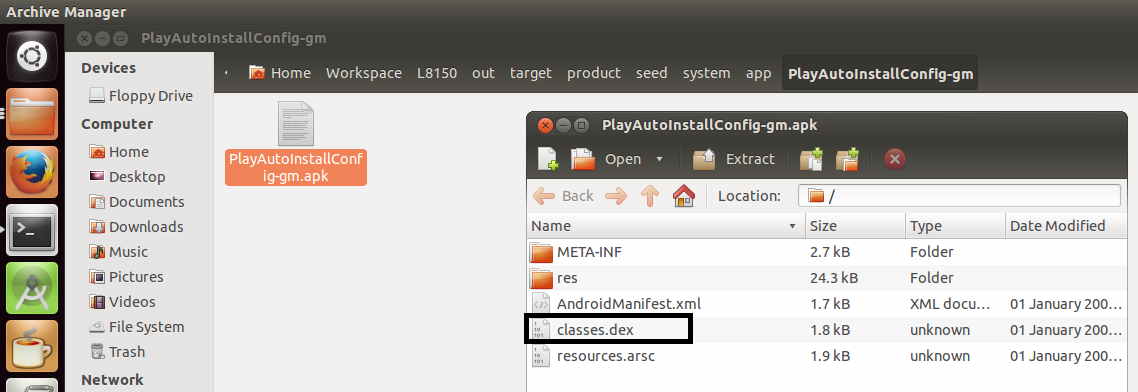 Archive Manager
PlayAutoInstallConfig-gm
Devices
Floppy Drive
Computer
Home
Desktop
Documents
Downloads
Music
Pictures
Videos
File System
Trash
Network
Home Workspace L8150 out target product seed system app PlayAutoInstallConfig-gm
PlayAutoInstallConf
ig-gm.apk
PlayAutoInstallConfig-gm.apk
Open Extract
Back Location: /
Name Size Type Date Modified
META-INF 2.7 kB Folder
res 24.3 kB Folder
AndroidManifest.xml 1.7 kB XML docu... 01 January 200...
classes.dex 1.8 kB unknown 01 January 200...
resources.arsc 1.9 kB unknown 01 January 200...